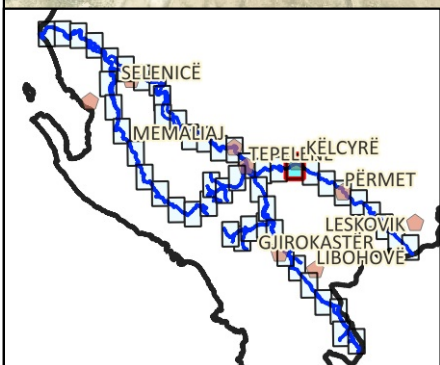 SELENICË
MEMALIAJ
KËLCYRË
TEPELENË
PËRMET
LESKOVIK
GJIROKASTËR
LIBOHOVË